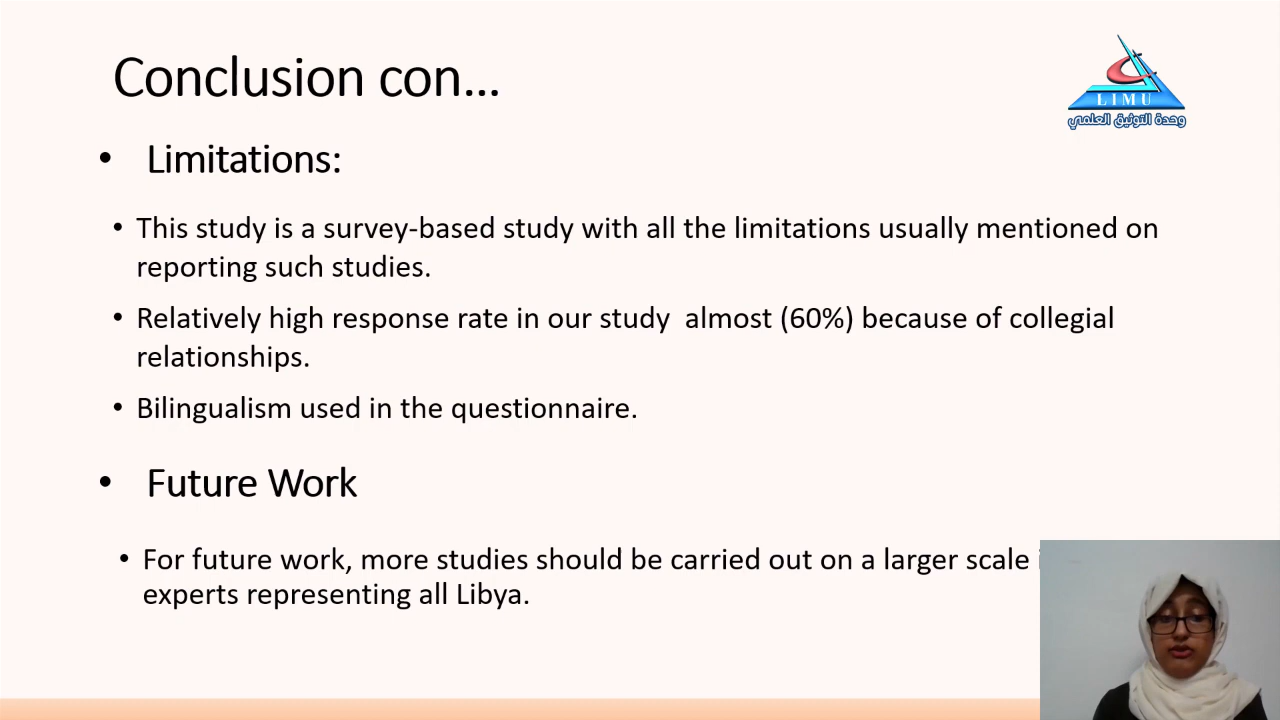 Conclusion con...
LIMU
وحدة التوثيق العلمي
• Limitations:
• This study is a survey-based study with all the limitations usually mentioned on
reporting such studies.
• Relatively high response rate in our study  almost (60%) because of collegial
relationships.
• Bilingualism used in the questionnaire.
• Future Work
• For future work, more studies should be carried out on a larger scale
experts representing all Libya.